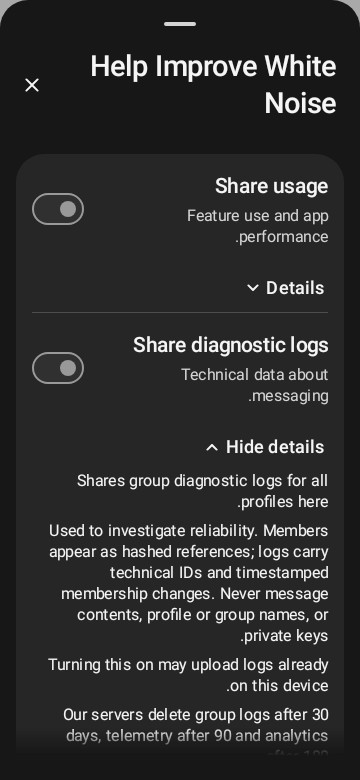 Help Improve White
Noise
Share usage
Feature use and app
.performance
Details
Share diagnostic logs
Technical data about
.messaging
Hide details
Shares group diagnostic logs for all
.profiles here
Used to investigate reliability. Members
appear as hashed references; logs carry
technical IDs and timestamped
membership changes. Never message
contents, profile or group names, or
.private keys
Turning this on may upload logs already
.on this device
Our servers delete group logs after 30
days, telemetry after 90 and analytics